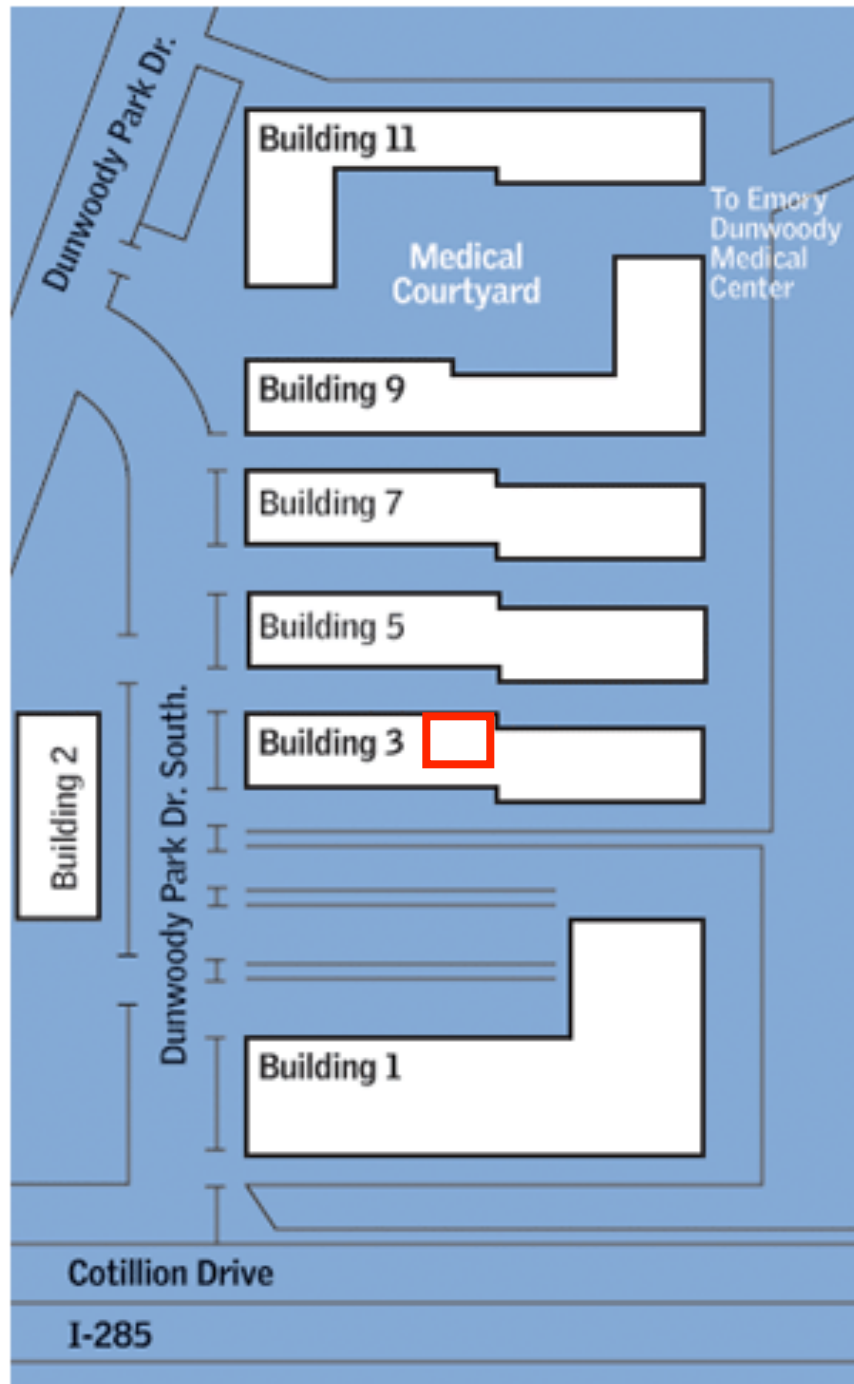 Dunwoody Park Dr.
Building 11
To Emory
Dunwoody
Medical
Center
Medical
Courtyard
Building 9
Building 7
Building 5
Building 3
Building 2
Dunwoody Park Dr. South.
Building 1
Cotillion Drive
I-285